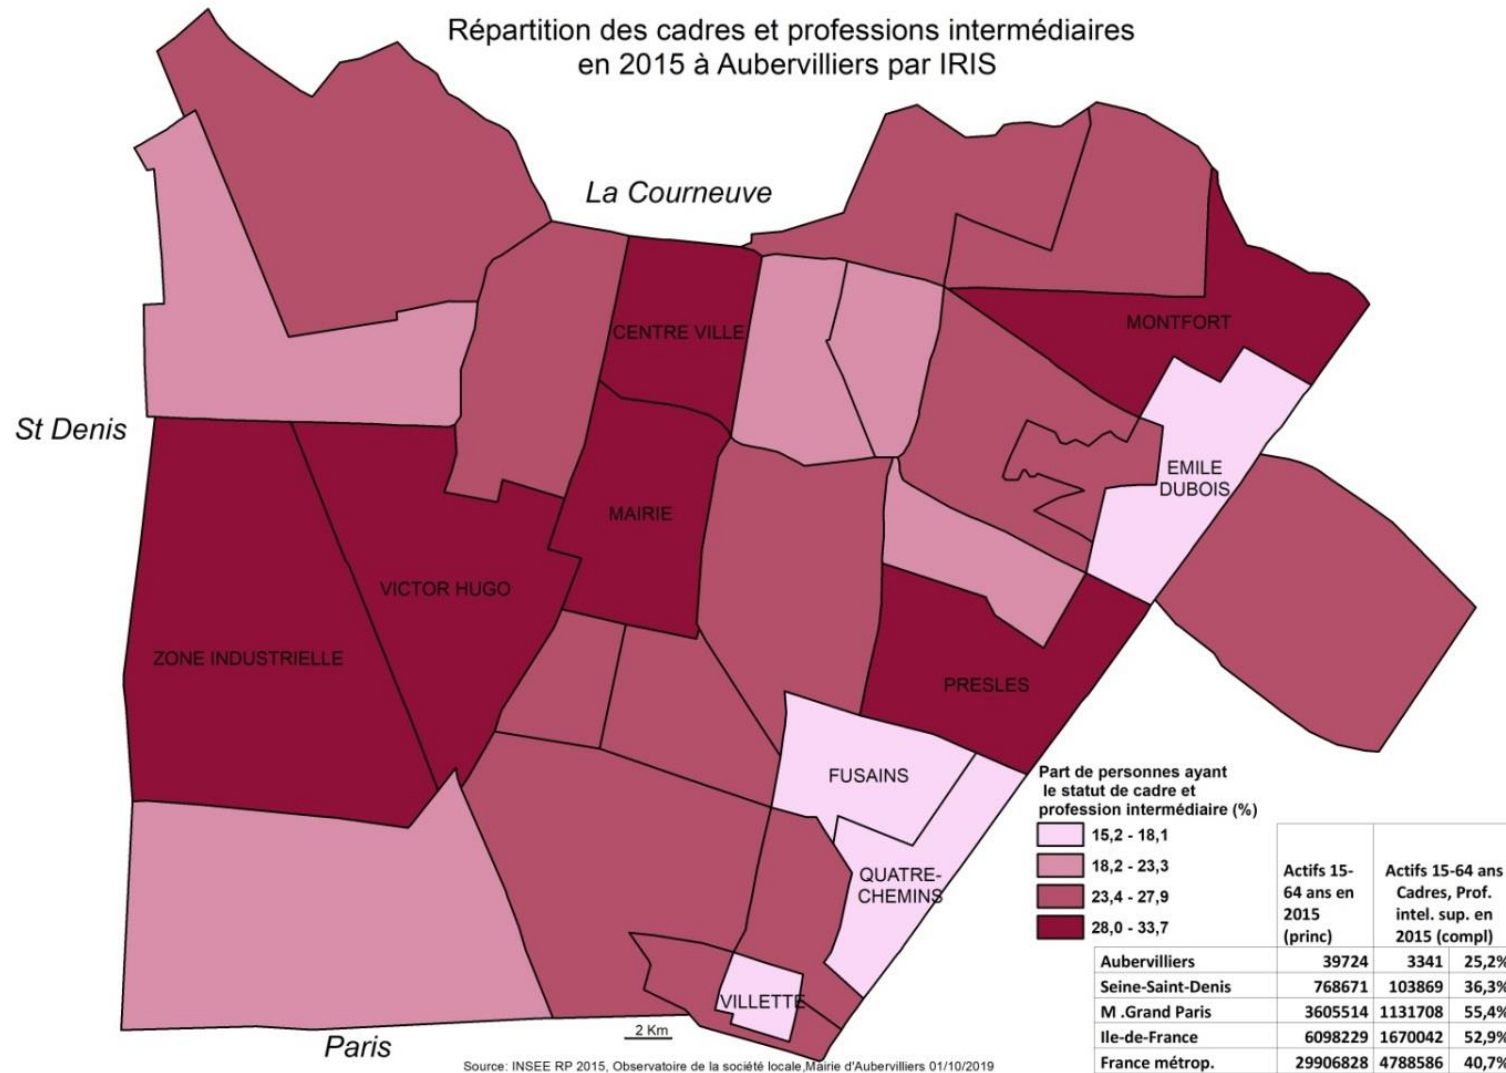 Répartition des cadres et professions intermédiaires
en 2015 à Aubervilliers par IRIS
La Courneuve
St Denis
CENTRE VILLE
MONTFORT
EMILE
DUBOIS
MAIRIE
VICTOR HUGO
ZONE INDUSTRIELLE
PRESLES
FUSAINS
QUATRE-
CHEMINS
VILLETTE
Paris
2 Km
Part de personnes ayant
le statut de cadre et
profession intermédiaire (%)
15,2 - 18,1
18,2 - 23,3
23,4 - 27,9
28,0 - 33,7
Actifs 15-
64 ans en
2015
(princ)
Actifs 15-64 ans
Cadres, Prof.
intel. sup. en
2015 (compl)
Aubervilliers 39724 3341 25,2%
Seine-Saint-Denis 768671 103869 36,3%
M .Grand Paris 3605514 1131708 55,4%
Ile-de-France 6098229 1670042 52,9%
France métrop. 29906828 4788586 40,7%
Source: INSEE RP 2015, Observatoire de la société locale,Mairie d'Aubervilliers 01/10/2019